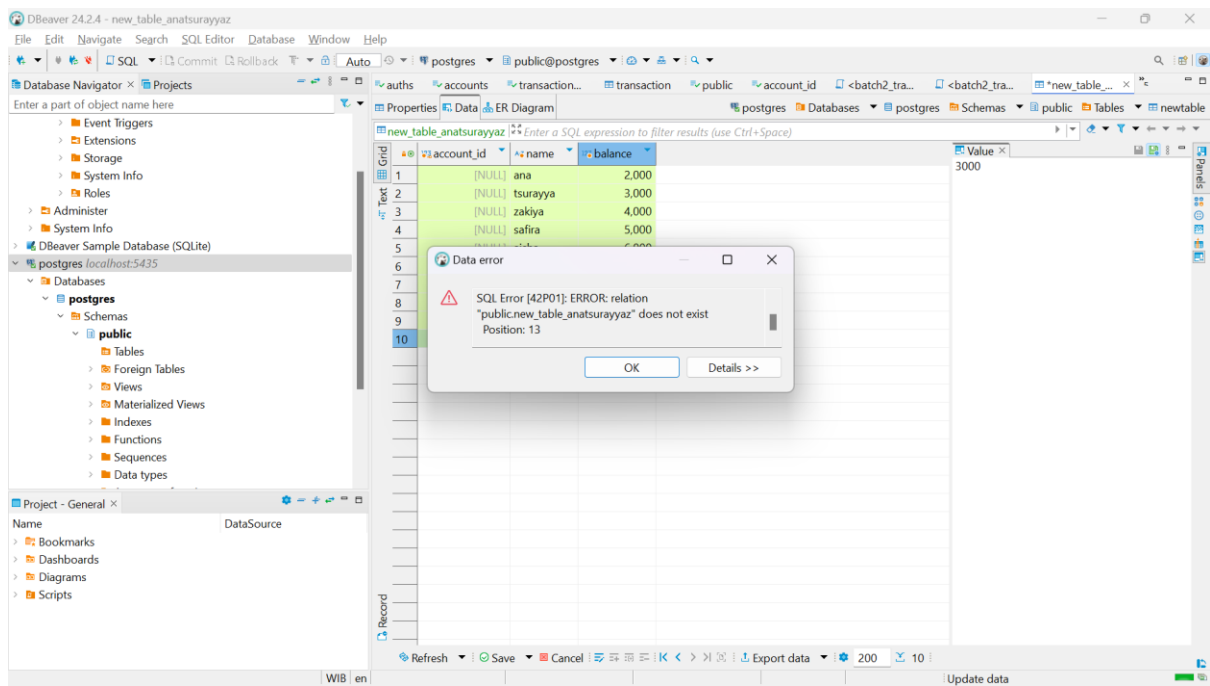 DBeaver 24.2.4 - new_table_anatsurayyaz
File Edit Navigate Search SQL Editor Database Window Help
SQL Commit Rollback Auto postgres public@postgres
Database Navigator Projects
Enter a part of object name here
Event Triggers
Extensions
Storage
System Info
Roles
Administer
System Info
DBeaver Sample Database (SQLite)
postgres localhost:5435
Databases
postgres
Schemas
public
Tables
Foreign Tables
Views
Materialized Views
Indexes
Functions
Sequences
Data types
Project - General
Name DataSource
Bookmarks
Dashboards
Diagrams
Scripts
auths accounts transaction... transaction public account_id <batch2_tra... <batch2_tra... *new_table_...
Properties Data ER Diagram postgres Databases postgres Schemas public Tables newtable
new_table_anatsurayyaz Enter a SQL expression to filter results (use Ctrl+Space)
Grid
Text
Record
account_id name balance
1 [NULL] ana 2,000
2 [NULL] tsurayya 3,000
3 [NULL] zakiya 4,000
4 [NULL] safira 5,000
5
6
7
8
9
10
Value
3000
Panels
Data error
SQL Error [42P01]: ERROR: relation
"public.new_table_anatsurayyaz" does not exist
Position: 13
OK Details >>
Refresh Save Cancel Export data 200 10
WIB en Update data